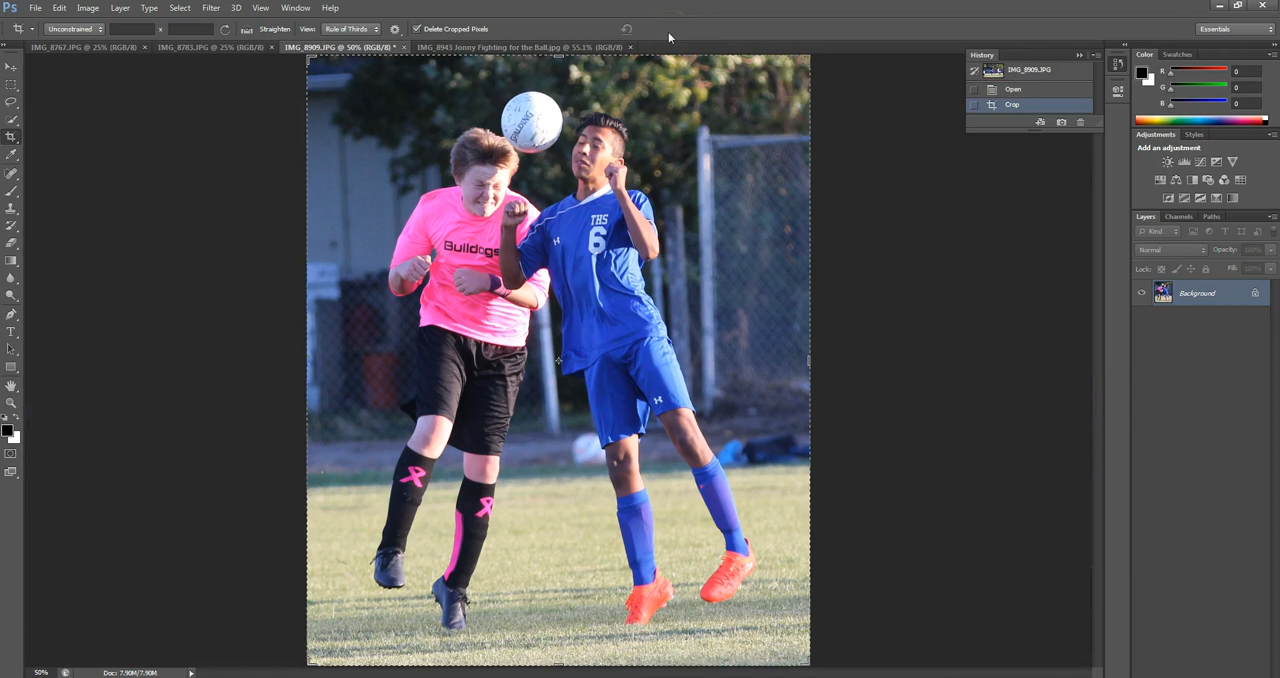 Ps File Edit Image Layer Type Select Filter 3D View Window Help
Unconstrained x Straighten View: Rule of Thirds Delete Cropped Pixels Essentials
IMG_8767.JPG @ 25% (RGB/8) × IMG_8783.JPG @ 25% (RGB/8) × IMG_8909.JPG @ 50% (RGB/8) * × IMG_8943 Jonny Fighting for the Ball.jpg @ 55.1% (RGB/8) ×
History
IMG_8909.JPG
Open
Crop
Color Swatches
R 0
G 0
B 0
Adjustments Styles
Add an adjustment
Layers Channels Paths
Kind
Normal Opacity: 100%
Lock: Fill: 100%
Background
SPALDING
Bulldogs
THS
6
50% Doc: 7.90M/7.90M